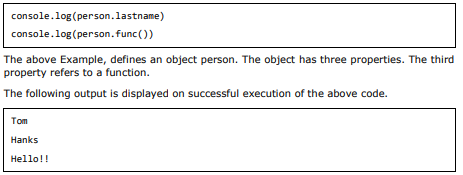 console.log(person.lastname)
console.log(person.func())
The above Example, defines an object person. The object has three properties. The third
property refers to a function.
The following output is displayed on successful execution of the above code.
Tom
Hanks
Hello!!